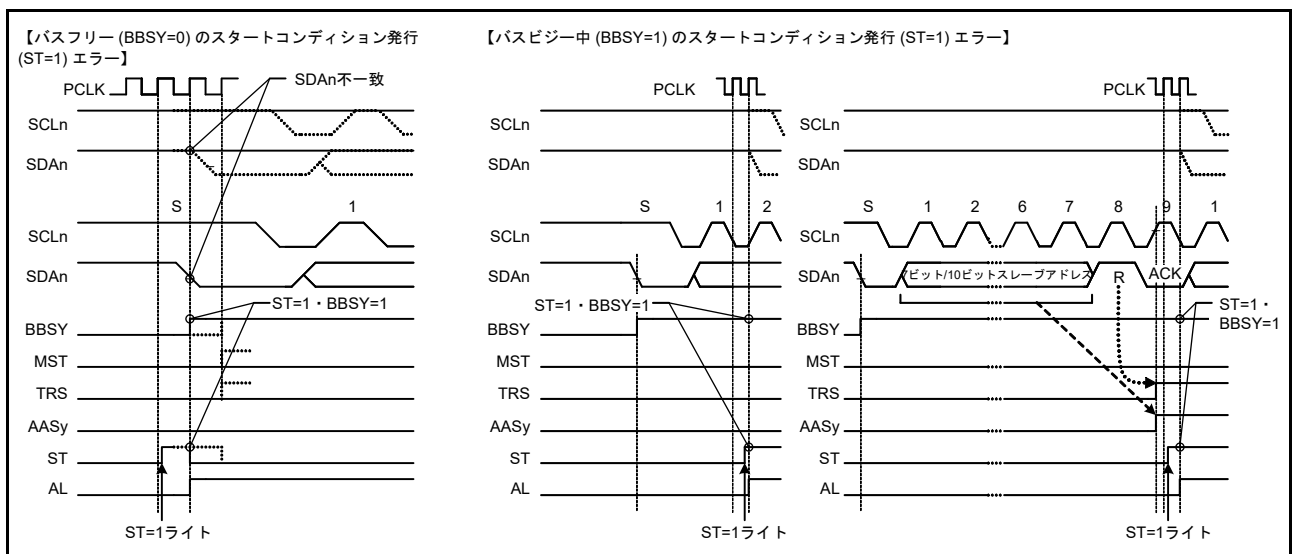 【バスフリー (BBSY=0) のスタートコンディション発行
(ST=1) エラー】
PCLK
SDAn不一致
SCLn
SDAn
S
1
SCLn
SDAn
ST=1・BBSY=1
BBSY
MST
TRS
AASy
ST
AL
ST=1ライト
【バスビジー中 (BBSY=1) のスタートコンディション発行 (ST=1) エラー】
PCLK
SCLn
SDAn
S
1
2
SCLn
SDAn
ST=1・BBSY=1
BBSY
MST
TRS
AASy
ST
AL
ST=1ライト
PCLK
SCLn
SDAn
S
1
2
6
7
8
9
1
SCLn
SDAn
7ビット/10ビットスレーブアドレス
R
ACK
ST=1・
BBSY=1
BBSY
MST
TRS
AASy
ST
AL
ST=1ライト